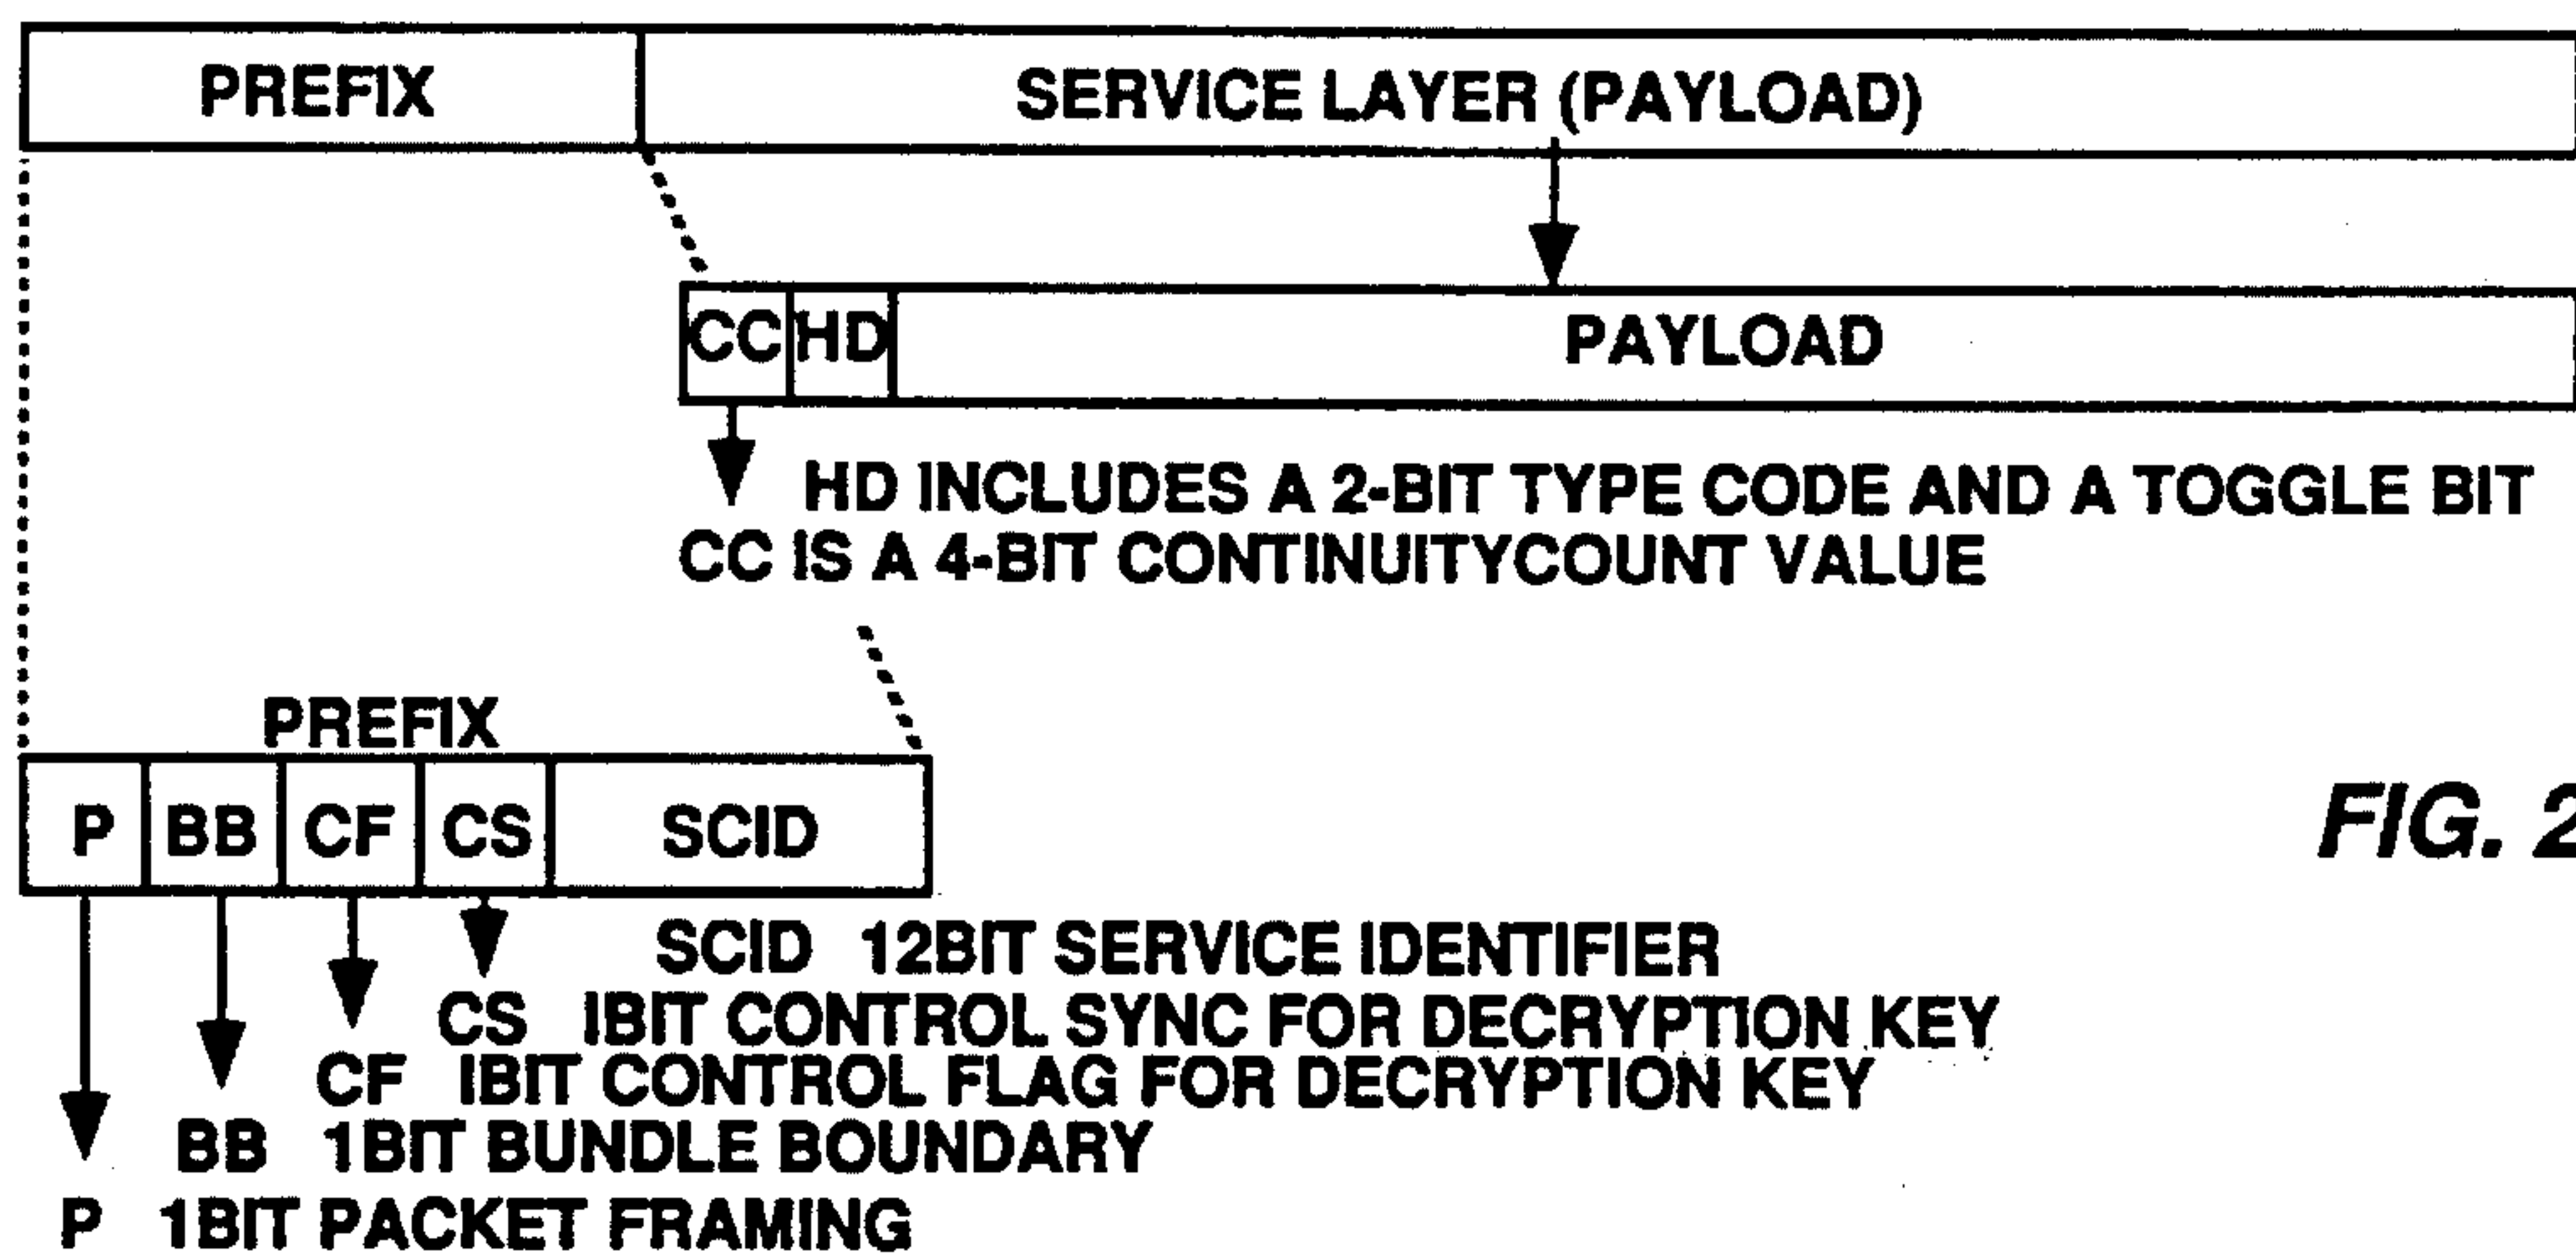 PREFIX SERVICE LAYER (PAYLOAD)
CC HD PAYLOAD
HD INCLUDES A 2-BIT TYPE CODE AND A TOGGLE BIT
CC IS A 4-BIT CONTINUITYCOUNT VALUE
PREFIX
P BB CF CS SCID
FIG. 2
SCID 12BIT SERVICE IDENTIFIER
CS IBIT CONTROL SYNC FOR DECRYPTION KEY
CF IBIT CONTROL FLAG FOR DECRYPTION KEY
BB 1BIT BUNDLE BOUNDARY
P 1BIT PACKET FRAMING